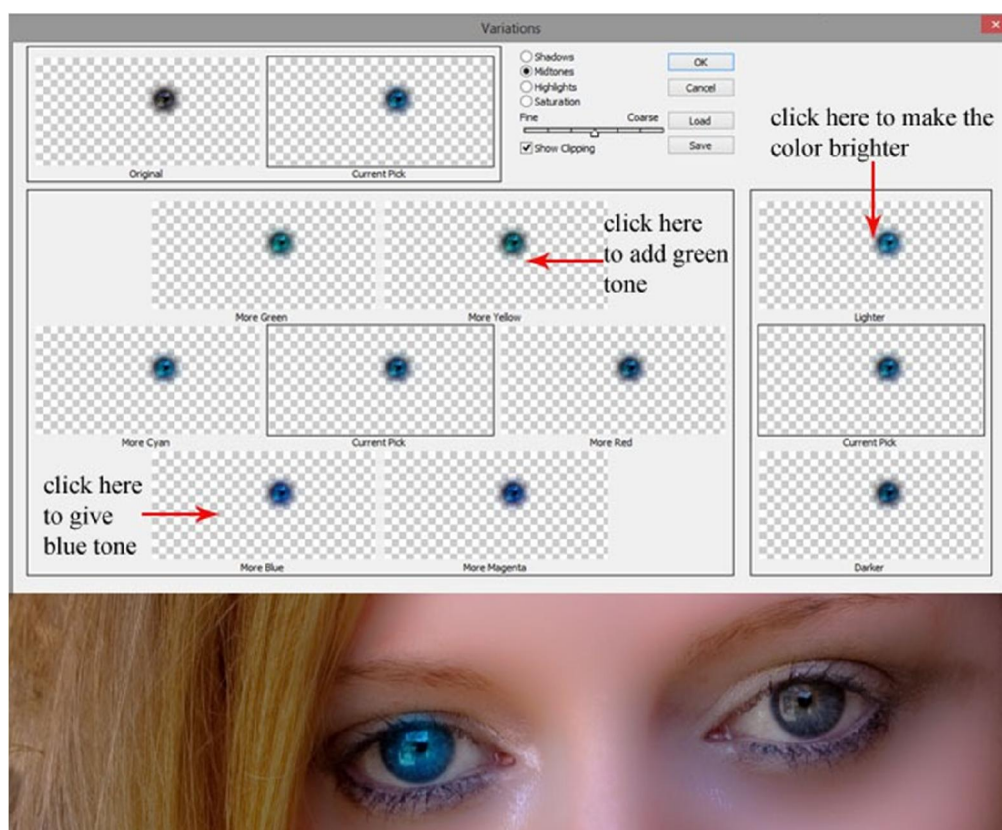 Variations
Shadows
Midtones
Highlights
Saturation
Fine Coarse
Show Clipping
OK
Cancel
Load
Save
Original Current Pick
click here to make the
color brighter
click here
to add green
tone
More Green More Yellow
Lighter
More Cyan Current Pick More Red
Current Pick
click here
to give
blue tone
More Blue More Magenta
Darker